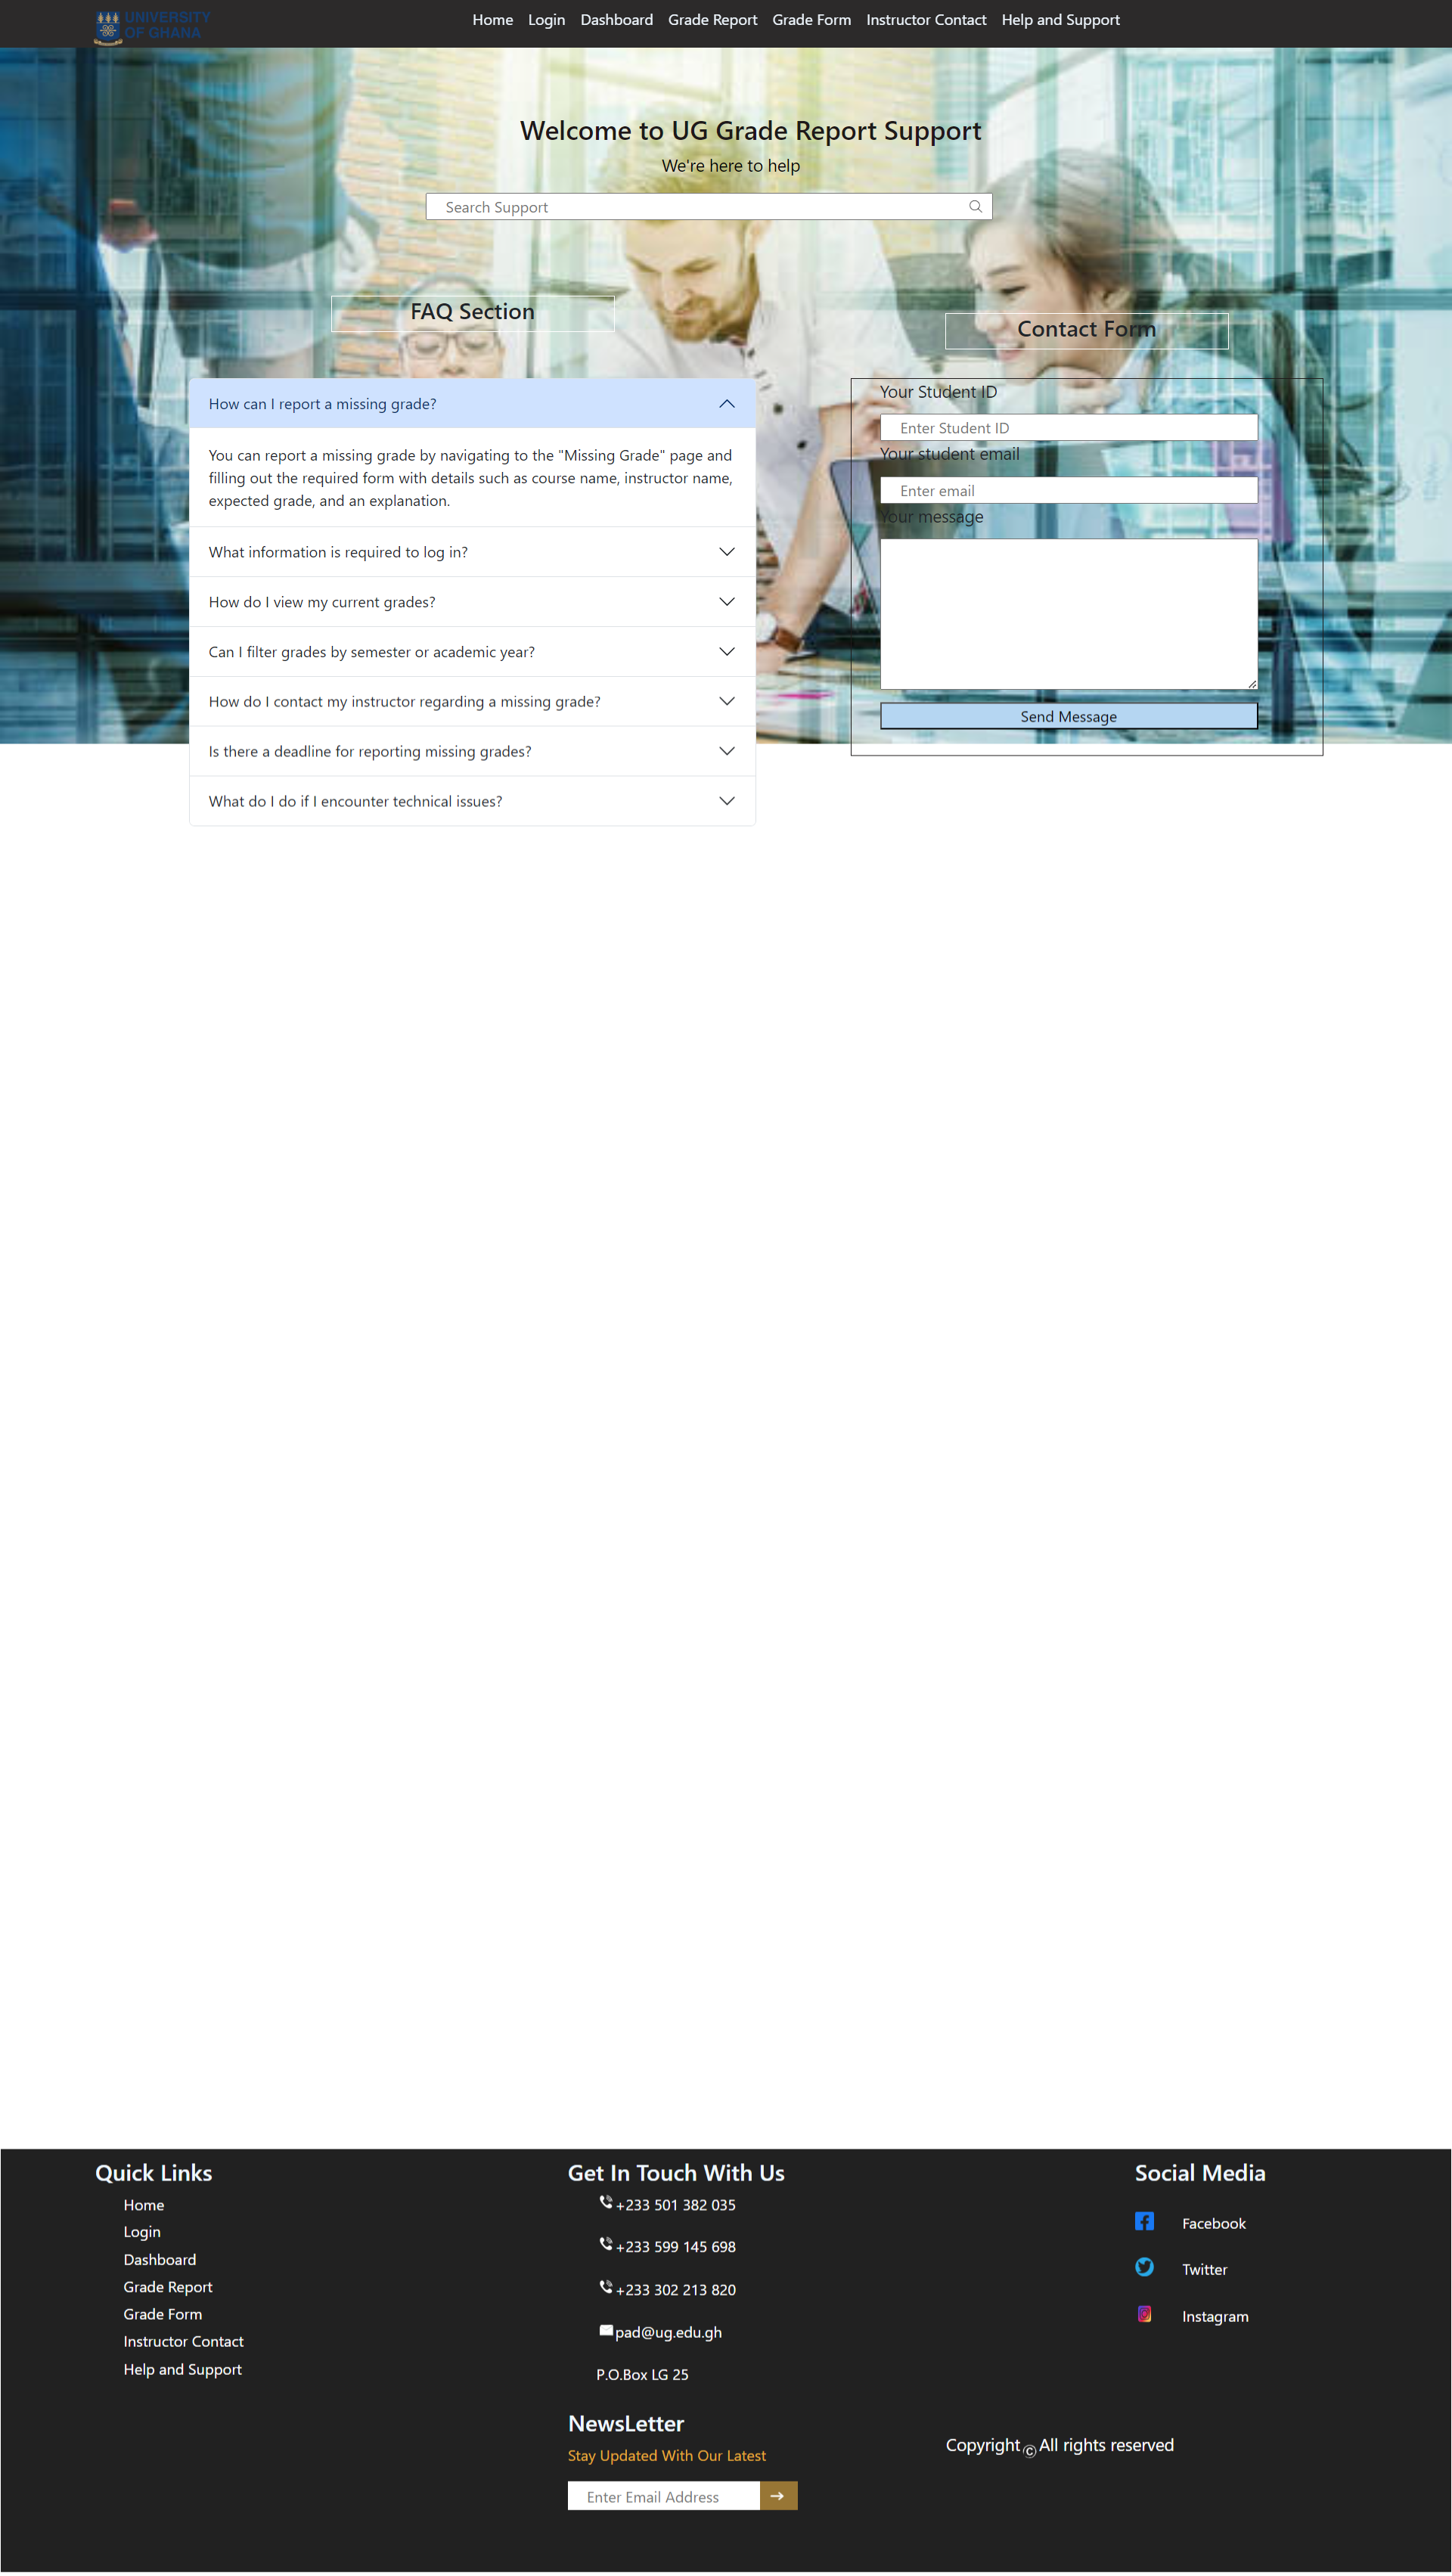 UNIVERSITY
OF GHANA
Home Login Dashboard Grade Report Grade Form Instructor Contact Help and Support
Welcome to UG Grade Report Support
We're here to help
Search Support
FAQ Section
How can I report a missing grade?
You can report a missing grade by navigating to the "Missing Grade" page and
filling out the required form with details such as course name, instructor name,
expected grade, and an explanation.
What information is required to log in?
How do I view my current grades?
Can I filter grades by semester or academic year?
How do I contact my instructor regarding a missing grade?
Is there a deadline for reporting missing grades?
What do I do if I encounter technical issues?
Contact Form
Your Student ID
Enter Student ID
Your student email
Enter email
Your message
Send Message
Quick Links
Home
Login
Dashboard
Grade Report
Grade Form
Instructor Contact
Help and Support
Get In Touch With Us
+233 501 382 035
+233 599 145 698
+233 302 213 820
pad@ug.edu.gh
P.O.Box LG 25
NewsLetter
Stay Updated With Our Latest
Enter Email Address
Social Media
Facebook
Twitter
Instagram
Copyright © All rights reserved